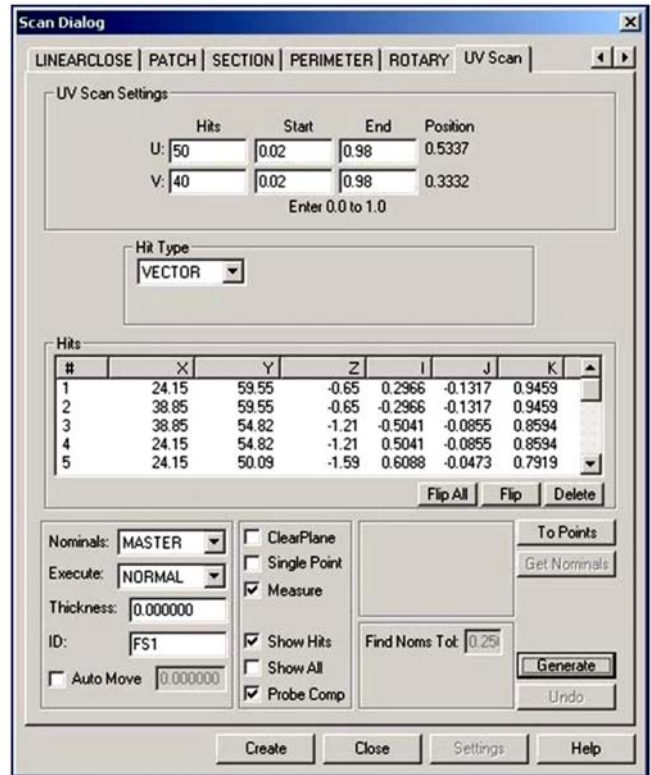 Scan Dialog
LINEARCLOSE PATCH SECTION PERIMETER ROTARY UV Scan
UV Scan Settings
Hits Start End Position
U: 50 0.02 0.98 0.5337
V: 40 0.02 0.98 0.3332
Enter 0.0 to 1.0
Hit Type
VECTOR
Hits
# X Y Z I J K
1 24.15 59.55 -0.65 0.2966 -0.1317 0.9459
2 38.85 59.55 -0.65 -0.2966 -0.1317 0.9459
3 38.85 54.82 -1.21 -0.5041 -0.0855 0.8594
4 24.15 54.82 -1.21 0.5041 -0.0855 0.8594
5 24.15 50.09 -1.59 0.6088 -0.0473 0.7919
Flip All Flip Delete
Nominals: MASTER
Execute: NORMAL
Thickness: 0.000000
ID: FS1
Auto Move 0.000000
ClearPlane
Single Point
Measure
Show Hits
Show All
Probe Comp
Find Noms Tol:
To Points
Get Nominals
Generate
Undo
Create Close Settings Help